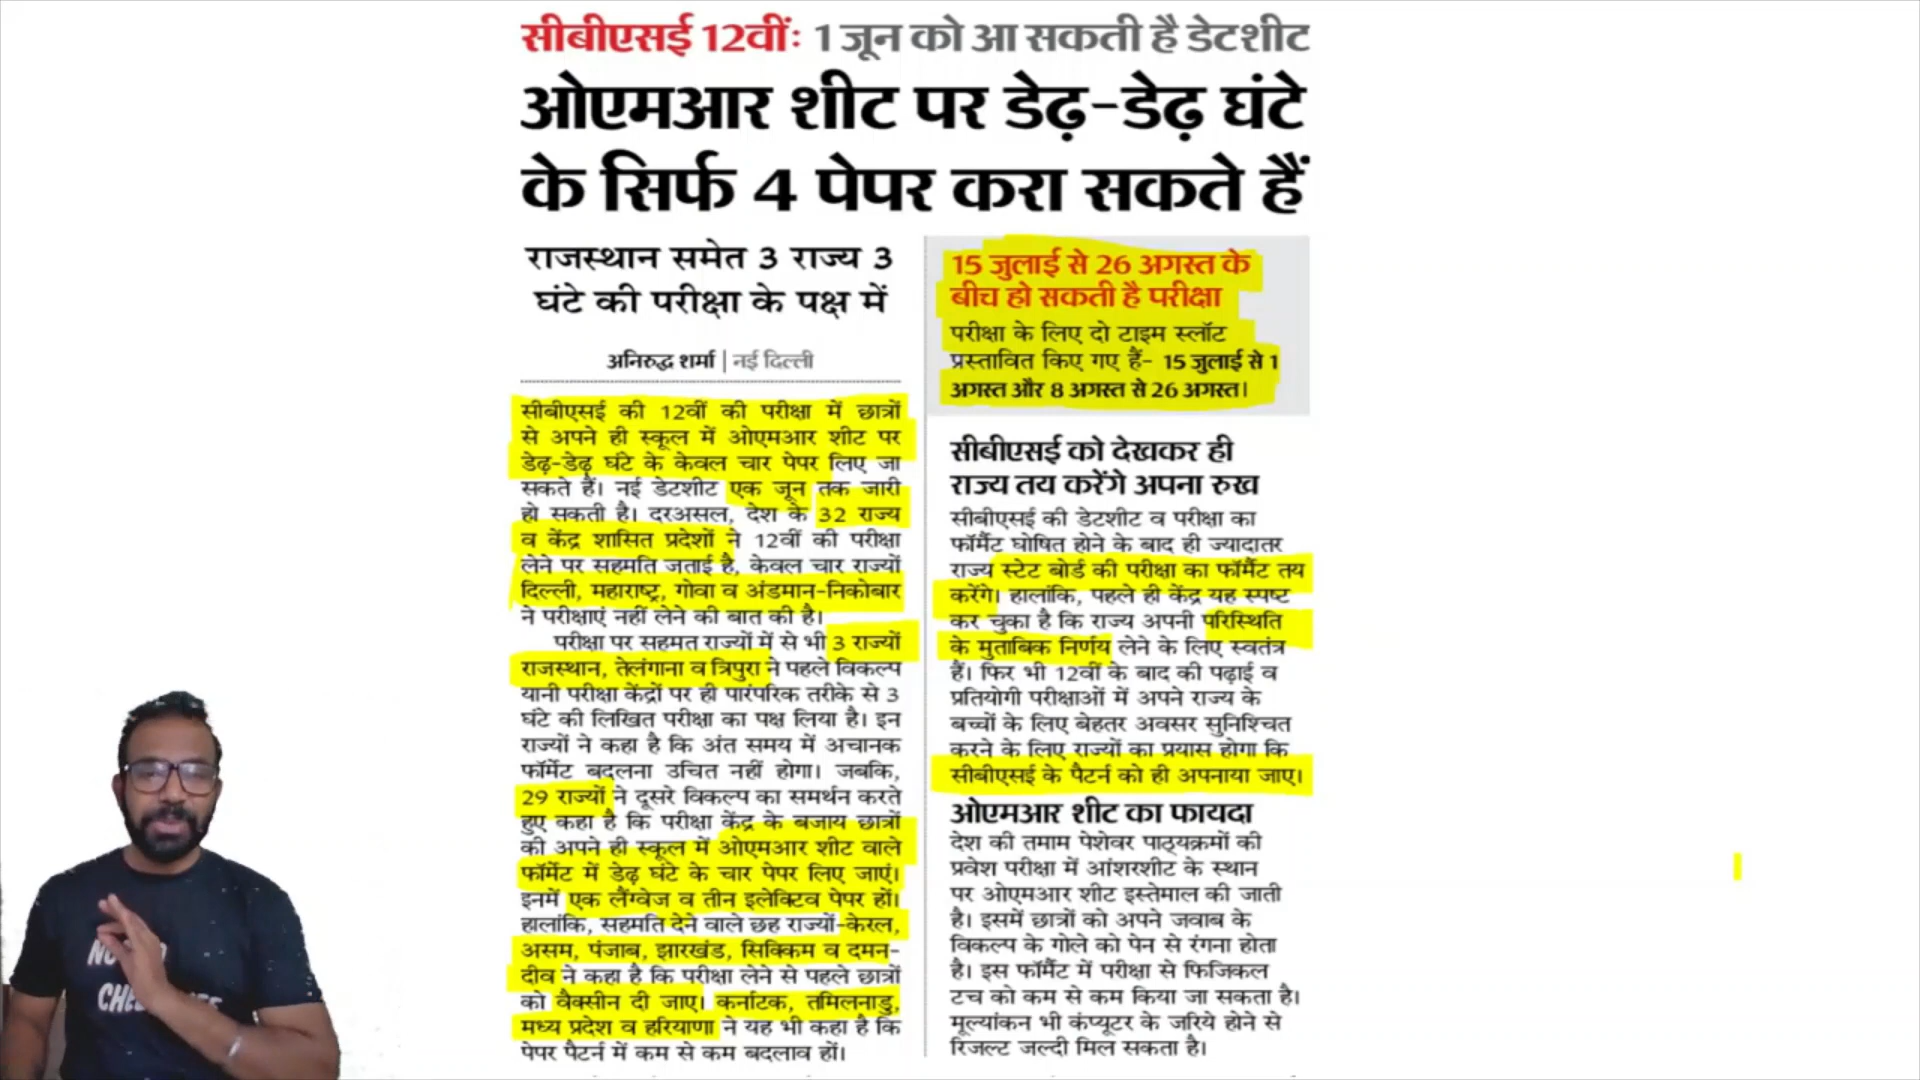 सीबीएसई 12वीं: 1 जून को आ सकती है डेटशीट
ओएमआर शीट पर डेढ़-डेढ़ घंटे
के सिर्फ 4 पेपर करा सकते हैं
राजस्थान समेत 3 राज्य 3
घंटे की परीक्षा के पक्ष में
अनिरुद्ध शर्मा | नई दिल्ली
सीबीएसई की 12वीं की परीक्षा में छात्रों
से अपने ही स्कूल में ओएमआर शीट पर
डेढ़-डेढ़ घंटे के केवल चार पेपर लिए जा
सकते हैं। नई डेटशीट एक जून तक जारी
हो सकती है। दरअसल, देश के 32 राज्य
व केंद्र शासित प्रदेशों ने 12वीं की परीक्षा
लेने पर सहमति जताई है, केवल चार राज्यों
दिल्ली, महाराष्ट्र, गोवा व अंडमान-निकोबार
ने परीक्षाएं नहीं लेने की बात की है।
परीक्षा पर सहमत राज्यों में से भी 3 राज्यों
राजस्थान, तेलंगाना व त्रिपुरा ने पहले विकल्प
यानी परीक्षा केंद्रों पर ही पारंपरिक तरीके से 3
घंटे की लिखित परीक्षा का पक्ष लिया है। इन
राज्यों ने कहा है कि अंत समय में अचानक
फॉर्मेट बदलना उचित नहीं होगा। जबकि,
29 राज्यों ने दूसरे विकल्प का समर्थन करते
हुए कहा है कि परीक्षा केंद्र के बजाय छात्रों
की अपने ही स्कूल में ओएमआर शीट वाले
फॉर्मेट में डेढ़ घंटे के चार पेपर लिए जाएं।
इनमें एक लैंग्वेज व तीन इलेक्टिव पेपर हों।
हालांकि, सहमति देने वाले छह राज्यों-केरल,
असम, पंजाब, झारखंड, सिक्किम व दमन-
दीव ने कहा है कि परीक्षा लेने से पहले छात्रों
को वैक्सीन दी जाए। कर्नाटक, तमिलनाडु,
मध्य प्रदेश व हरियाणा ने यह भी कहा है कि
पेपर पैटर्न में कम से कम बदलाव हों।
15 जुलाई से 26 अगस्त के
बीच हो सकती है परीक्षा
परीक्षा के लिए दो टाइम स्लॉट
प्रस्तावित किए गए हैं- 15 जुलाई से 1
अगस्त और 8 अगस्त से 26 अगस्त।
सीबीएसई को देखकर ही
राज्य तय करेंगे अपना रुख
सीबीएसई की डेटशीट व परीक्षा का
फॉर्मैट घोषित होने के बाद ही ज्यादातर
राज्य स्टेट बोर्ड की परीक्षा का फॉर्मैट तय
करेंगे। हालांकि, पहले ही केंद्र यह स्पष्ट
कर चुका है कि राज्य अपनी परिस्थिति
के मुताबिक निर्णय लेने के लिए स्वतंत्र
हैं। फिर भी 12वीं के बाद की पढ़ाई व
प्रतियोगी परीक्षाओं में अपने राज्य के
बच्चों के लिए बेहतर अवसर सुनिश्चित
करने के लिए राज्यों का प्रयास होगा कि
सीबीएसई के पैटर्न को ही अपनाया जाए।
ओएमआर शीट का फायदा
देश की तमाम पेशेवर पाठ्यक्रमों की
प्रवेश परीक्षा में आंशरशीट के स्थान
पर ओएमआर शीट इस्तेमाल की जाती
है। इसमें छात्रों को अपने जवाब के
विकल्प के गोले को पेन से रंगना होता
है। इस फॉर्मैट में परीक्षा से फिजिकल
टच को कम से कम किया जा सकता है।
मूल्यांकन भी कंप्यूटर के जरिये होने से
रिजल्ट जल्दी मिल सकता है।